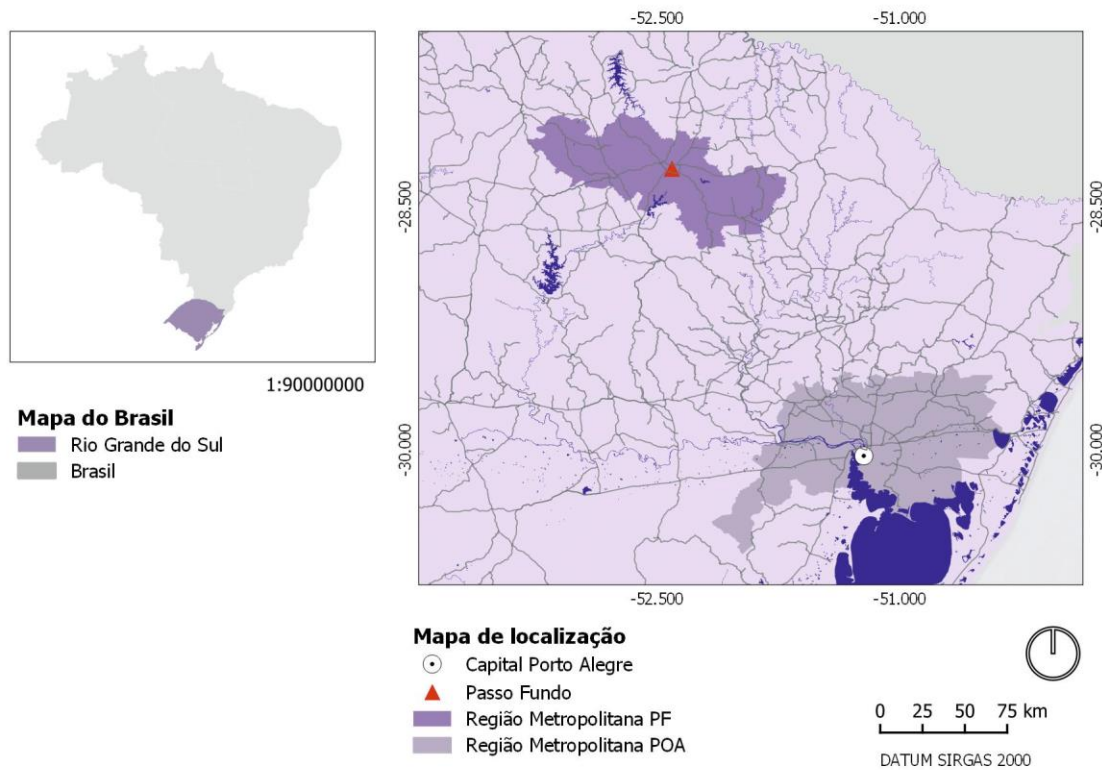 1:90000000
Mapa do Brasil
Rio Grande do Sul
Brasil
-52.500 -51.000
-28.500 -28.500
-30.000 -30.000
-52.500 -51.000
Mapa de localização
Capital Porto Alegre
Passo Fundo
Região Metropolitana PF
Região Metropolitana POA
0 25 50 75 km
DATUM SIRGAS 2000